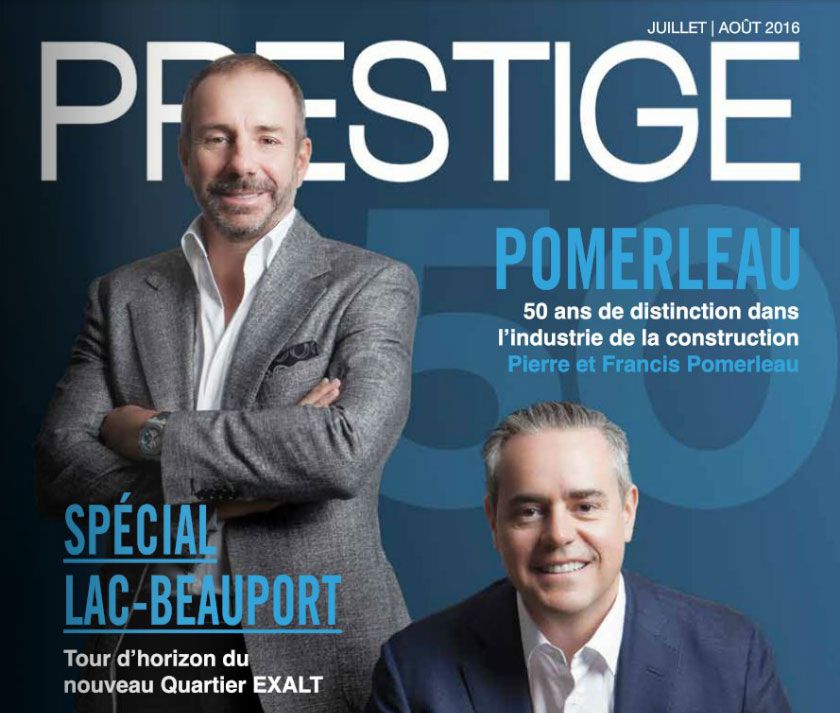 JUILLET | AOÛT 2016
PRESTIGE
50
POMERLEAU
50 ans de distinction dans
l'industrie de la construction
Pierre et Francis Pomerleau
SPÉCIAL
LAC-BEAUPORT
Tour d'horizon du
nouveau Quartier EXALT